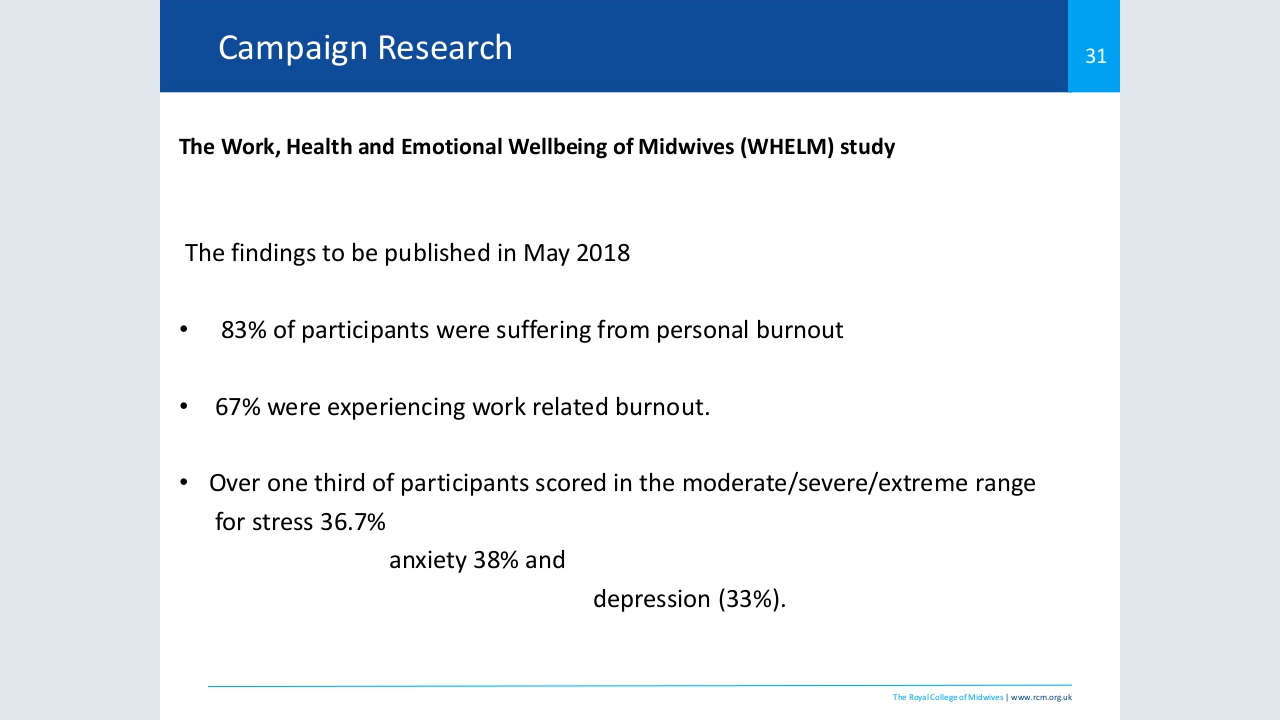 Campaign Research
31
The Work, Health and Emotional Wellbeing of Midwives (WHELM) study
The findings to be published in May 2018
• 83% of participants were suffering from personal burnout
• 67% were experiencing work related burnout.
• Over one third of participants scored in the moderate/severe/extreme range
for stress 36.7%
anxiety 38% and
depression (33%).
The Royal College of Midwives | www.rcm.org.uk